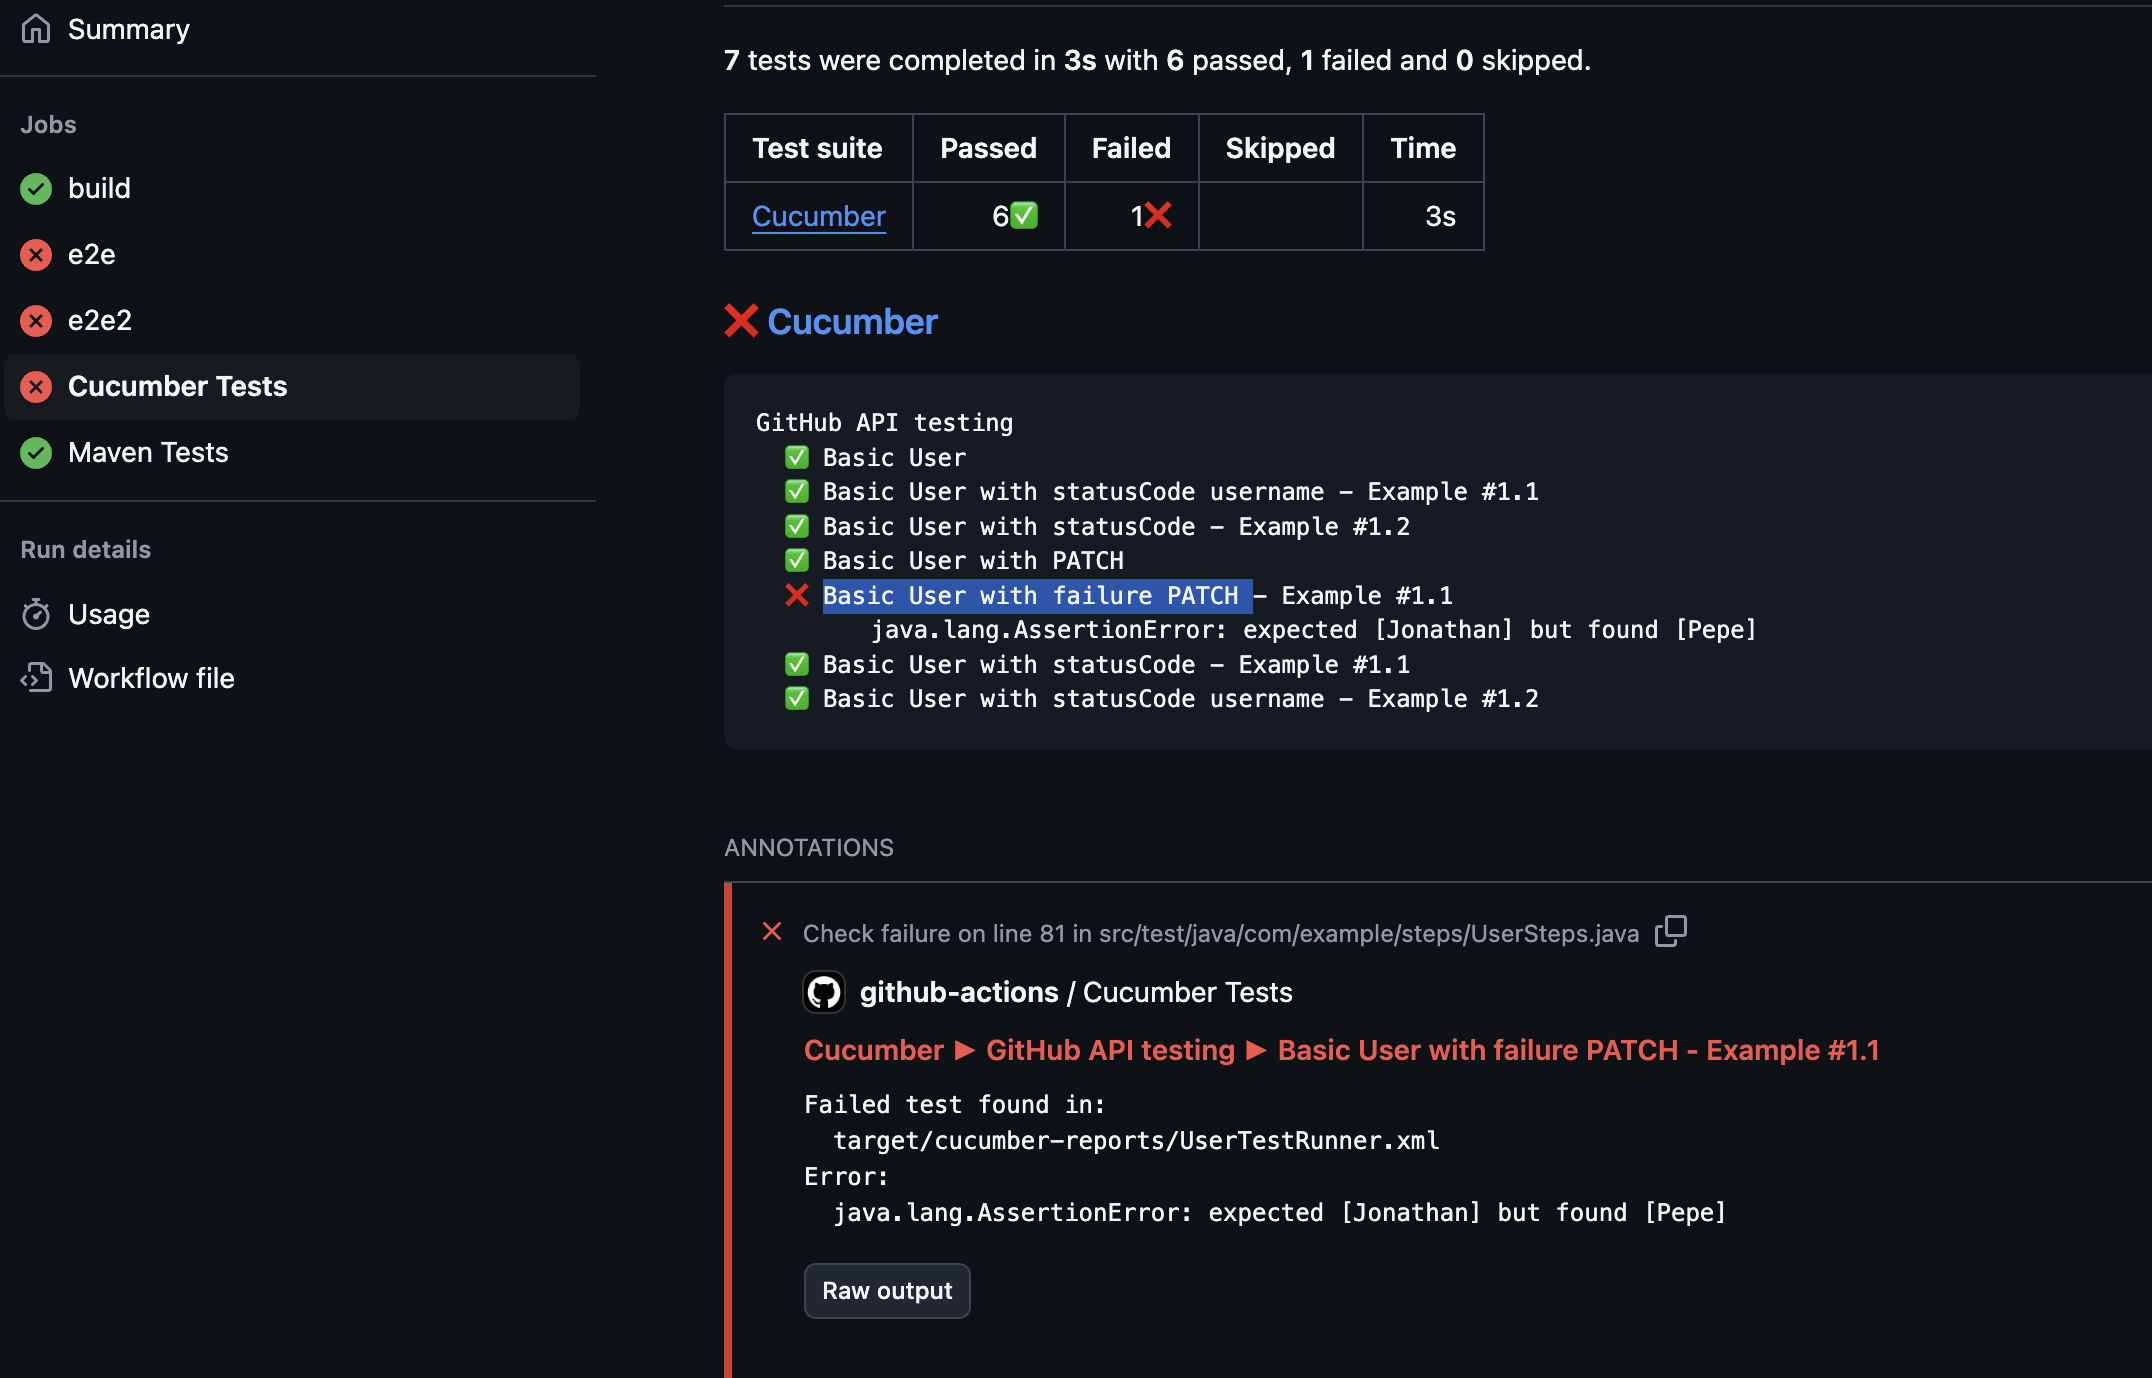 Summary
Jobs
build
e2e
e2e2
Cucumber Tests
Maven Tests
Run details
Usage
Workflow file
7 tests were completed in 3s with 6 passed, 1 failed and 0 skipped.
Test suite Passed Failed Skipped Time
Cucumber 6✅ 1❌ 3s
❌ Cucumber
GitHub API testing
✅ Basic User
✅ Basic User with statusCode username – Example #1.1
✅ Basic User with statusCode – Example #1.2
✅ Basic User with PATCH
❌ Basic User with failure PATCH – Example #1.1
java.lang.AssertionError: expected [Jonathan] but found [Pepe]
✅ Basic User with statusCode – Example #1.1
✅ Basic User with statusCode username – Example #1.2
ANNOTATIONS
Check failure on line 81 in src/test/java/com/example/steps/UserSteps.java
github-actions / Cucumber Tests
Cucumber ► GitHub API testing ► Basic User with failure PATCH - Example #1.1
Failed test found in:
target/cucumber-reports/UserTestRunner.xml
Error:
java.lang.AssertionError: expected [Jonathan] but found [Pepe]
Raw output